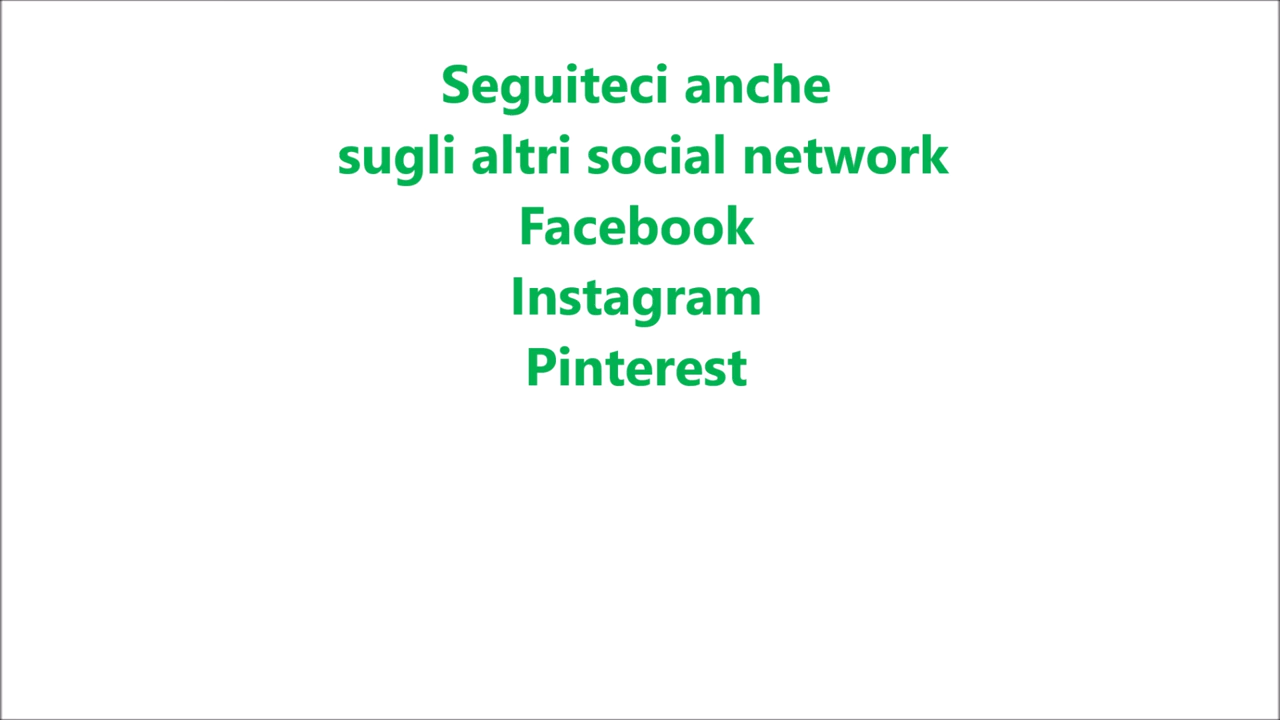 Seguiteci anche
sugli altri social network
Facebook
Instagram
Pinterest